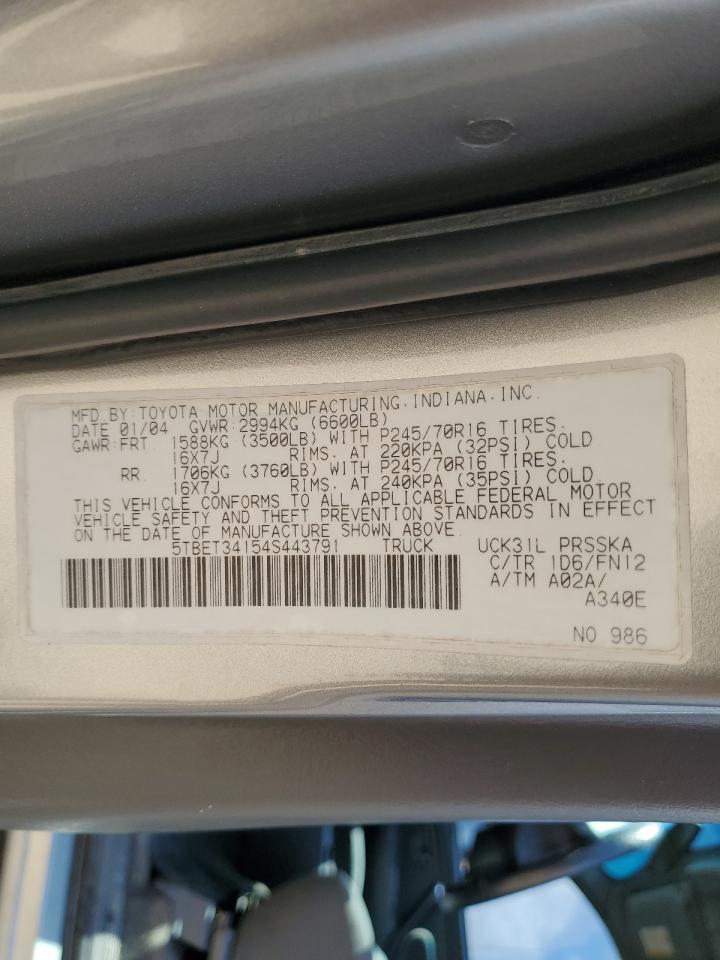 MFD. BY: TOYOTA MOTOR MANUFACTURING. INDIANA. INC.
DATE 01/04 GVWR: 2994KG (6600LB)
GAWR: FRT. 1588KG (3500LB) WITH P245/70R16 TIRES.
16X7J RIMS. AT 220KPA (32PSI) COLD
RR. 1706KG (3760LB) WITH P245/70R16 TIRES.
16X7J RIMS. AT 240KPA (35PSI) COLD.
THIS VEHICLE CONFORMS TO ALL APPLICABLE FEDERAL MOTOR
VEHICLE SAFETY AND THEFT PREVENTION STANDARDS IN EFFECT
ON THE DATE OF MANUFACTURE SHOWN ABOVE.
5TBET34154S443791 TRUCK UCK31L PRSSKA
C/TR 1D6/FN12
A/TM A02A/
A340E
NO 986